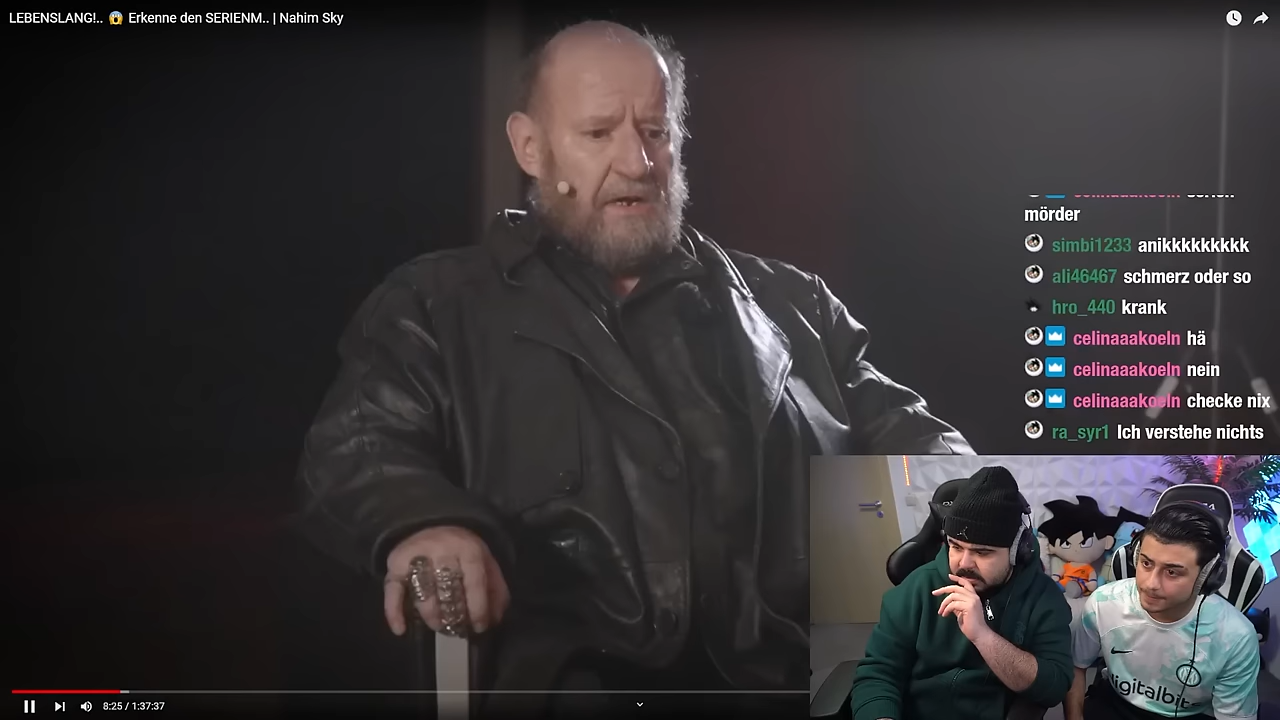 LEBENSLANG!.. 😱 Erkenne den SERIENM.. | Nahim Sky
mörder
simbi1233 anikkkkkkkkk
ali46467 schmerz oder so
hro_440 krank
celinaaakoeln hä
celinaaakoeln nein
celinaaakoeln checke nix
ra_syr1 Ich verstehe nichts
digitalbit
8:25 / 1:37:37